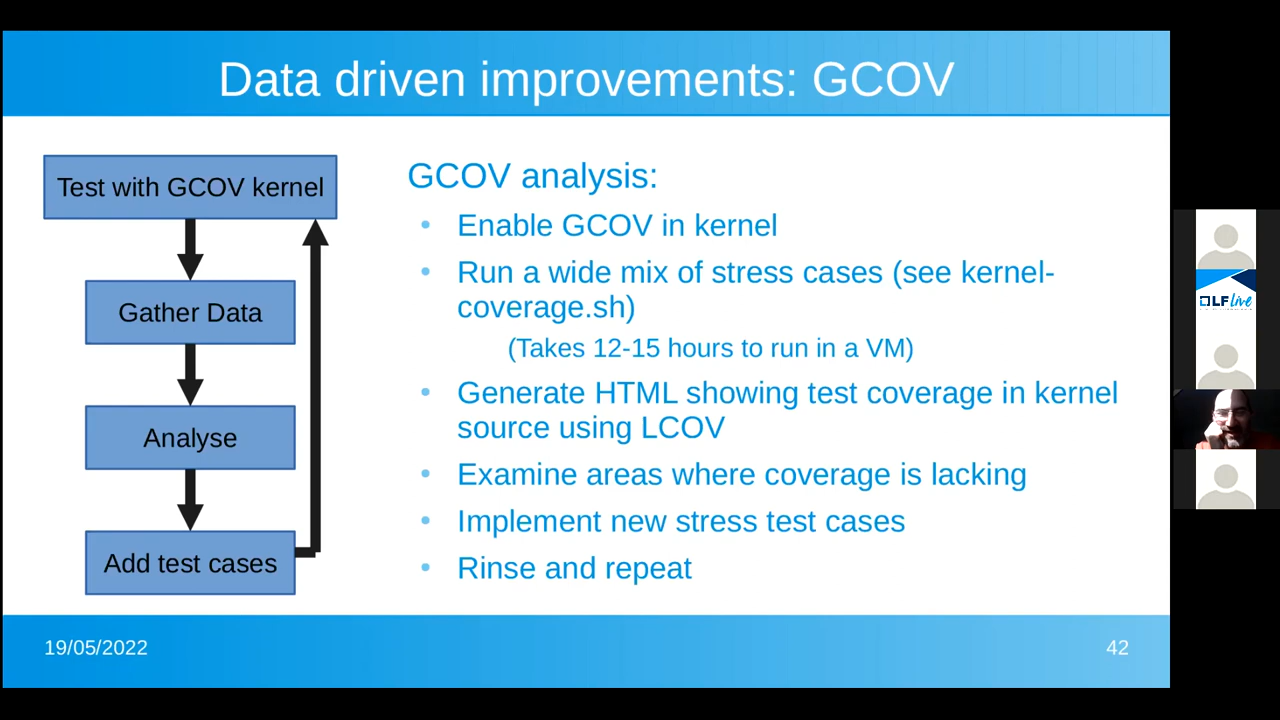 Data driven improvements: GCOV
Test with GCOV kernel
Gather Data
Analyse
Add test cases
GCOV analysis:
• Enable GCOV in kernel
• Run a wide mix of stress cases (see kernel-
coverage.sh)
(Takes 12-15 hours to run in a VM)
• Generate HTML showing test coverage in kernel
source using LCOV
• Examine areas where coverage is lacking
• Implement new stress test cases
• Rinse and repeat
19/05/2022
42
LF Live